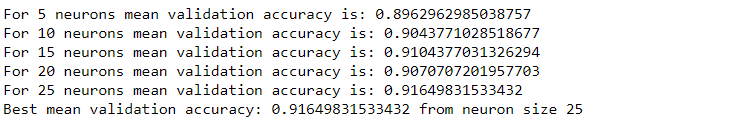 For 5 neurons mean validation accuracy is: 0.8962962985038757
For 10 neurons mean validation accuracy is: 0.9043771028518677
For 15 neurons mean validation accuracy is: 0.9104377031326294
For 20 neurons mean validation accuracy is: 0.9070707201957703
For 25 neurons mean validation accuracy is: 0.91649831533432
Best mean validation accuracy: 0.91649831533432 from neuron size 25